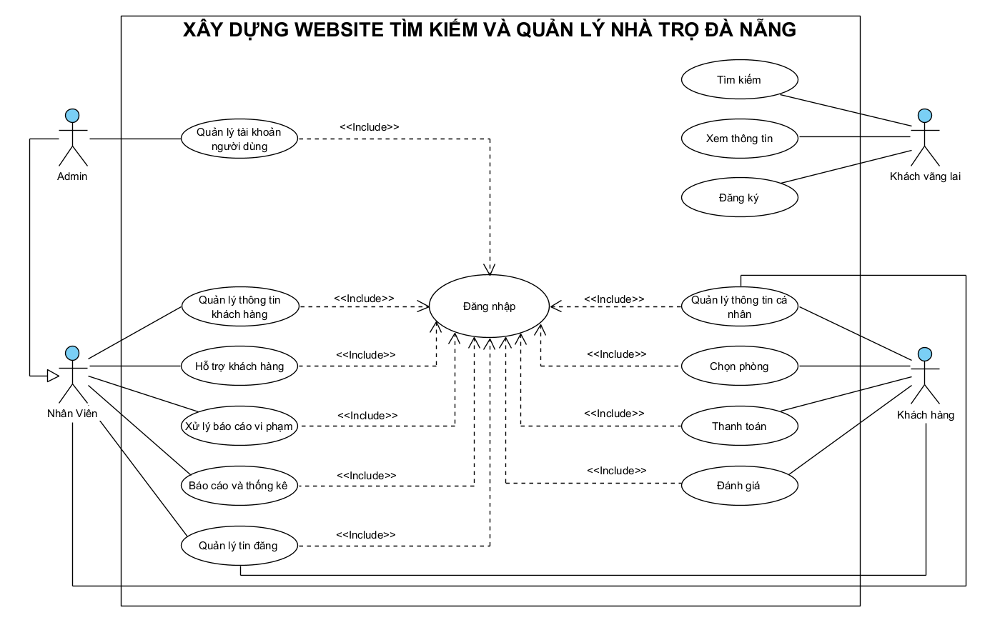 XÂY DỰNG WEBSITE TÌM KIẾM VÀ QUẢN LÝ NHÀ TRỌ ĐÀ NẴNG
Tìm kiếm
Quản lý tài khoản
người dùng
<<Include>>
Xem thông tin
Admin
Khách vãng lai
Đăng ký
Quản lý thông tin
khách hàng
<<Include>>
Đăng nhập
<<Include>>
Quản lý thông tin cá
nhân
Hỗ trợ khách hàng
<<Include>>
<<Include>>
Chọn phòng
Nhân Viên
Xử lý báo cáo vi phạm
<<Include>>
<<Include>>
Thanh toán
Khách hàng
Báo cáo và thống kê
<<Include>>
<<Include>>
Đánh giá
Quản lý tin đăng
<<Include>>